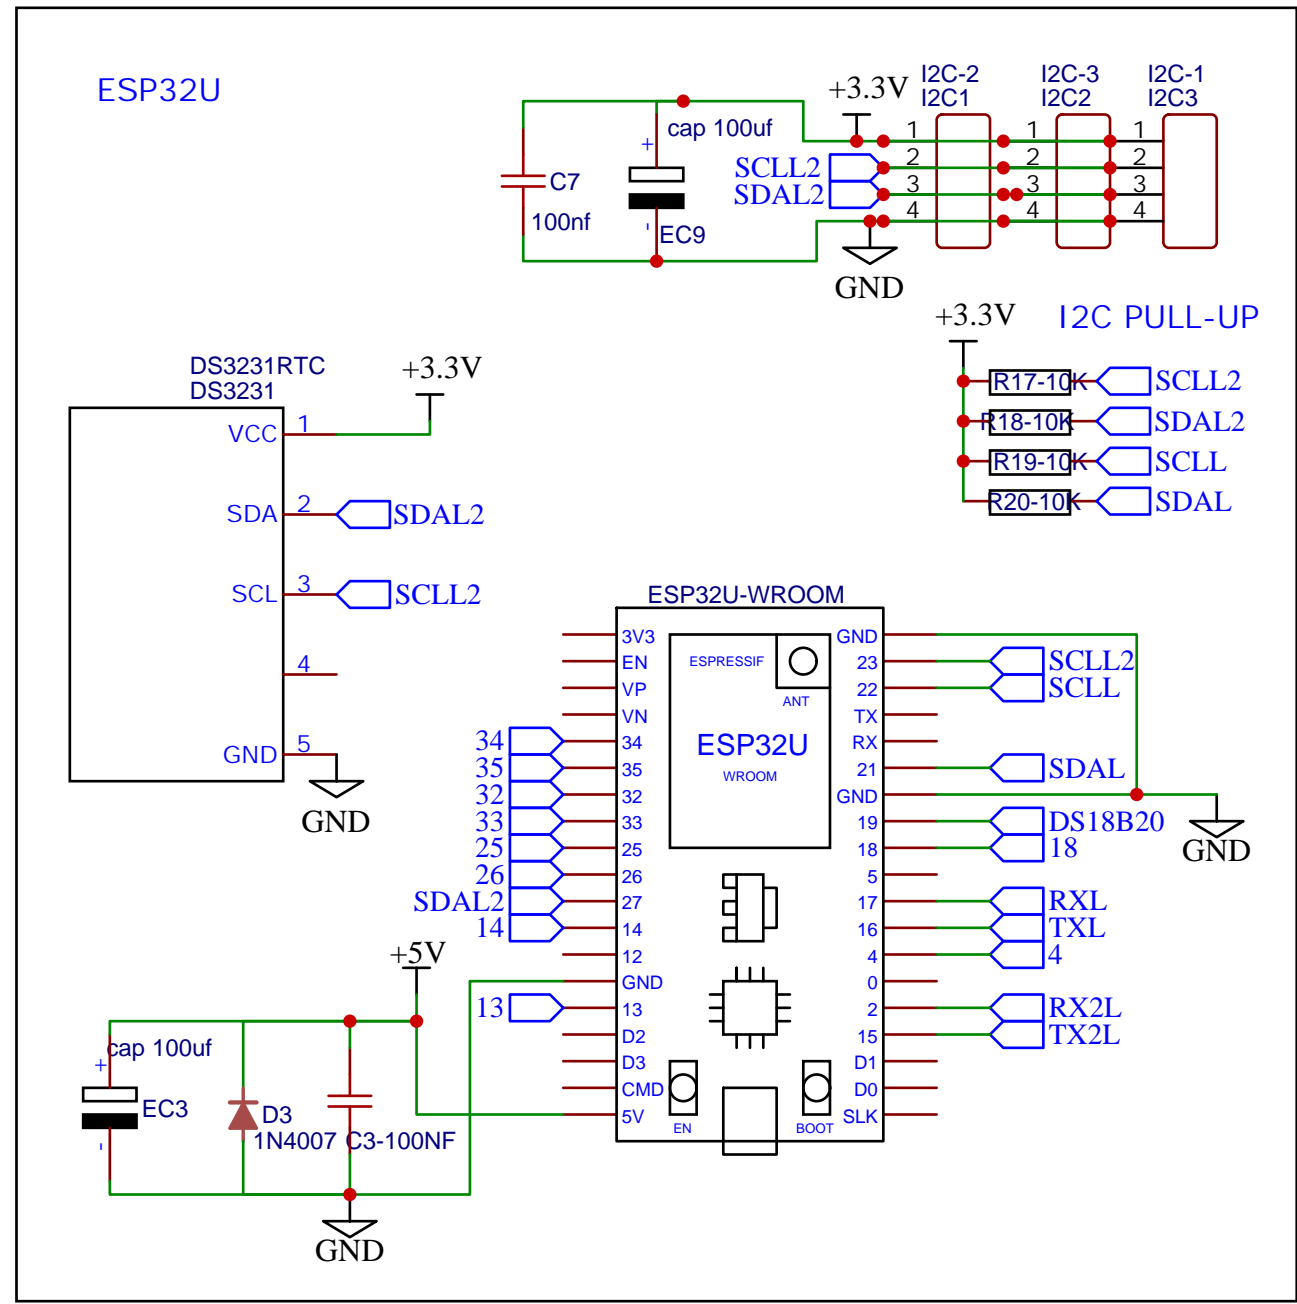 ESP32U
+3.3V
I2C-2
I2C1
I2C-3
I2C2
I2C-1
I2C3
cap 100uf
+
-
EC9
C7
100nf
SCLL2
SDAL2
1
2
3
4
1
2
3
4
1
2
3
4
GND
I2C PULL-UP
+3.3V
R17-10K
SCLL2
R18-10K
SDAL2
R19-10K
SCLL
R20-10K
SDAL
DS3231RTC
DS3231
+3.3V
VCC
1
SDA
2
SDAL2
SCL
3
SCLL2
4
GND
5
GND
ESP32U-WROOM
3V3
EN
VP
VN
34
34
35
35
32
32
33
33
25
25
26
26
SDAL2
27
14
14
12
GND
13
13
D2
D3
CMD
5V
ESPRESSIF
ANT
ESP32U
WROOM
EN
BOOT
GND
23
SCLL2
22
SCLL
TX
RX
21
SDAL
GND
19
DS18B20
18
18
5
17
RXL
16
TXL
4
4
0
2
RX2L
15
TX2L
D1
D0
SLK
GND
+5V
cap 100uf
+
-
EC3
D3
1N4007
C3-100NF
GND